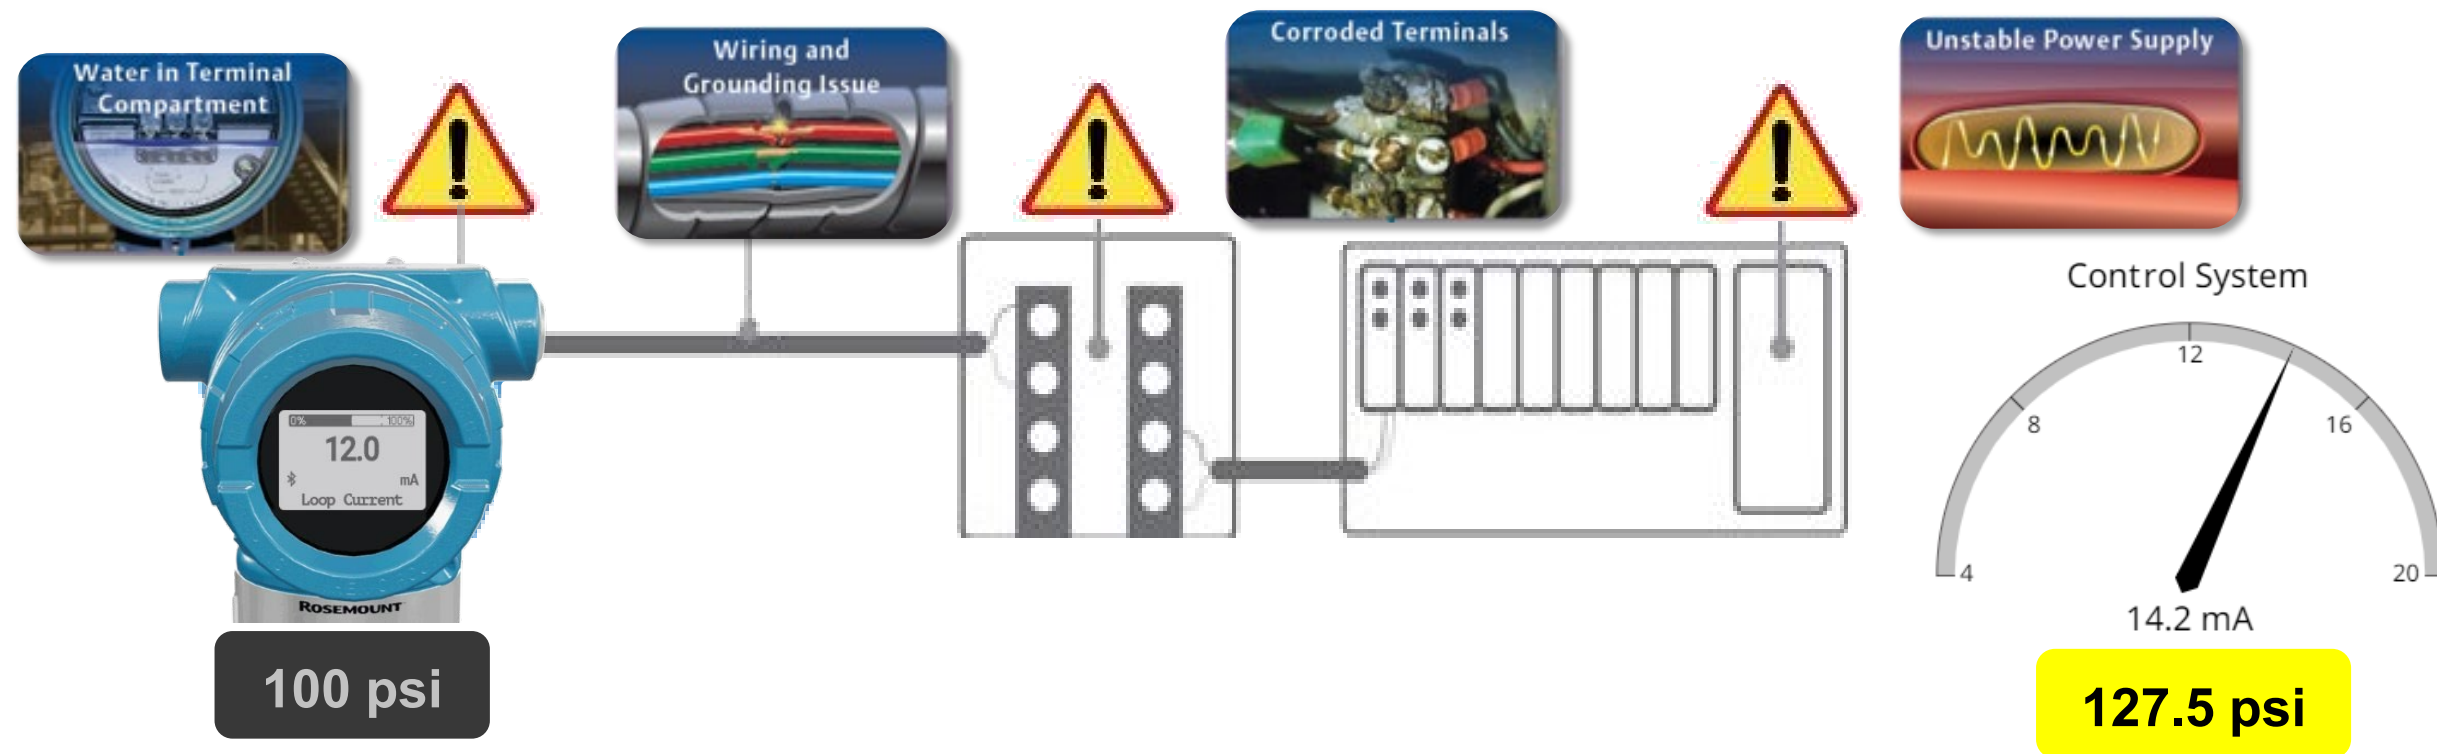 Water in Terminal
Compartment
Wiring and
Grounding Issue
Corroded Terminals
Unstable Power Supply
Control System
12
8
16
4
20
14.2 mA
127.5 psi
0%
100%
12.0
mA
Loop Current
ROSEMOUNT
100 psi